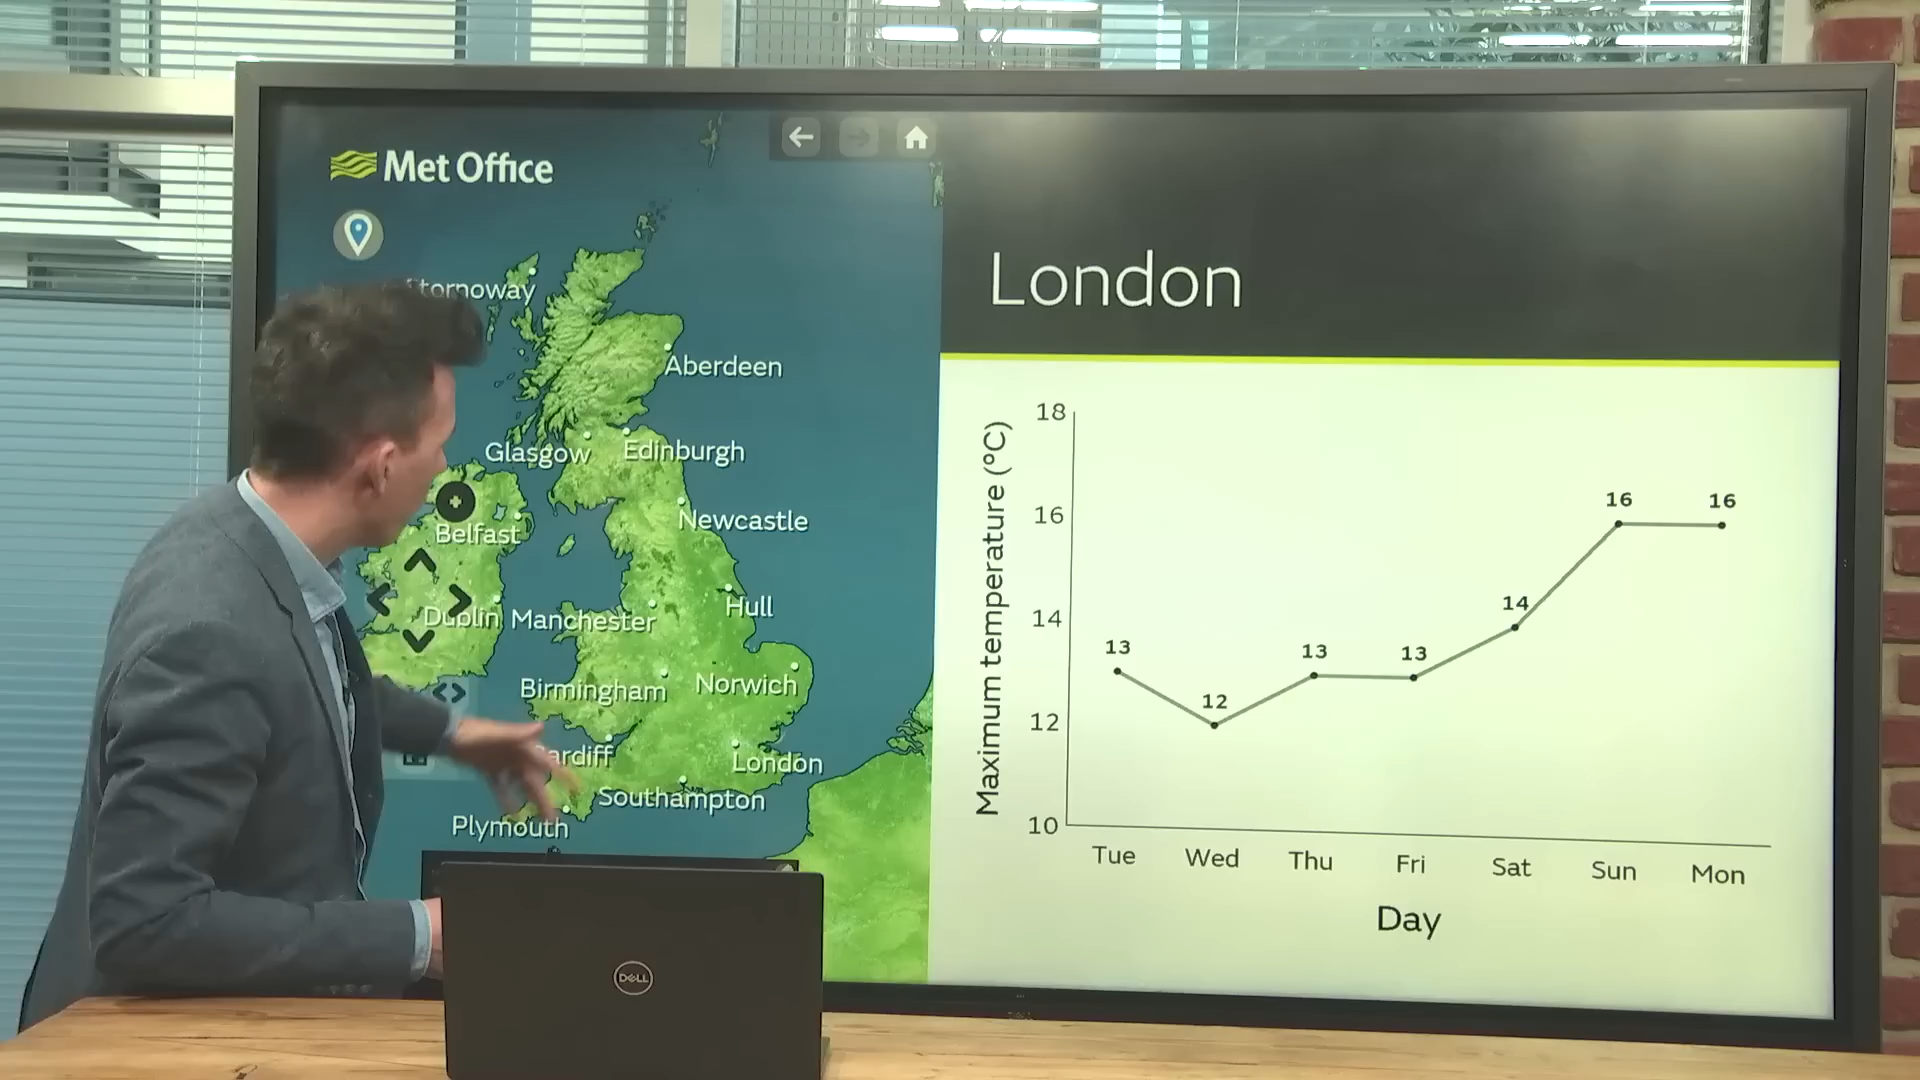 Met Office
Stornoway
Aberdeen
Glasgow
Edinburgh
Newcastle
Belfast
Dublin
Manchester
Hull
Birmingham
Norwich
Cardiff
London
Southampton
Plymouth
London
Maximum temperature (°C)
18
16
14
12
10
13
12
13
13
14
16
16
Tue Wed Thu Fri Sat Sun Mon
Day
DELL